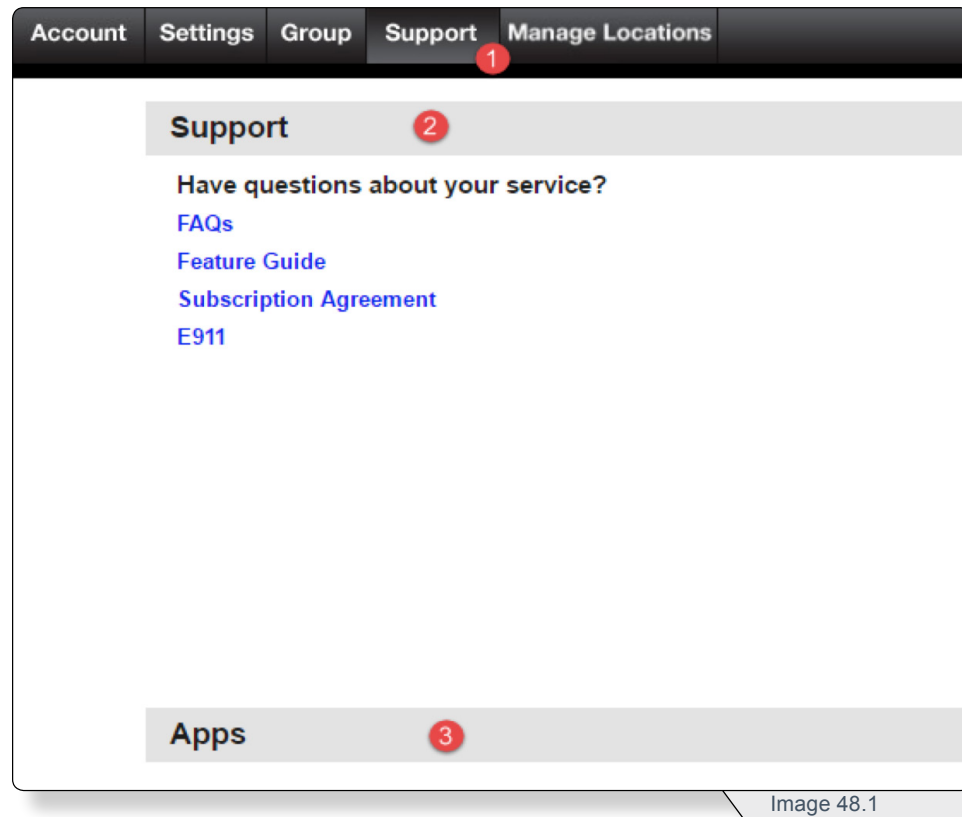 Account Settings Group Support Manage Locations
1
Support 2
Have questions about your service?
FAQs
Feature Guide
Subscription Agreement
E911
Apps 3
Image 48.1